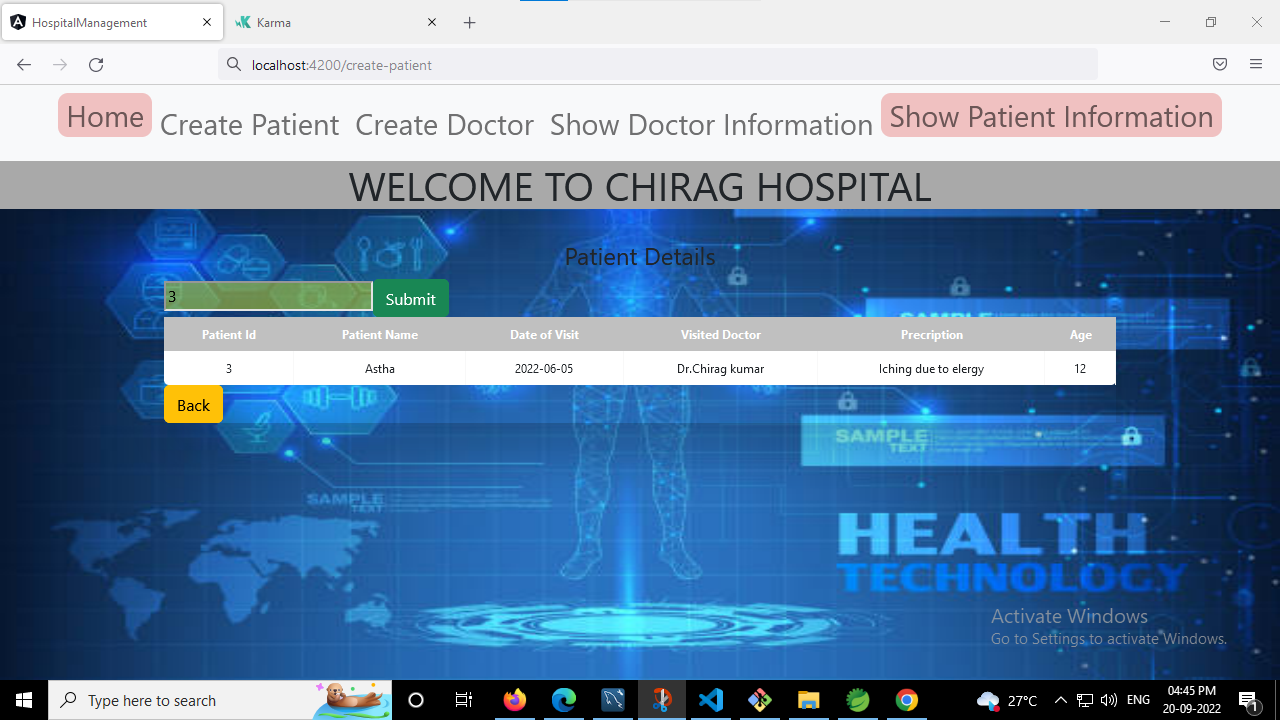 HospitalManagement
Karma
localhost:4200/create-patient
Home Create Patient Create Doctor Show Doctor Information Show Patient Information
WELCOME TO CHIRAG HOSPITAL
Patient Details
3 Submit
SAMPLE
Patient Id Patient Name Date of Visit Visited Doctor Precription Age
3 Astha 2022-06-05 Dr.Chirag kumar Iching due to elergy 12
Back
SAMPLE
TEXT
SAMPLE
TEXT
HEALTH
TECHNOLOGY
Activate Windows
Go to Settings to activate Windows.
Type here to search
27°C
ENG
04:45 PM
20-09-2022
1